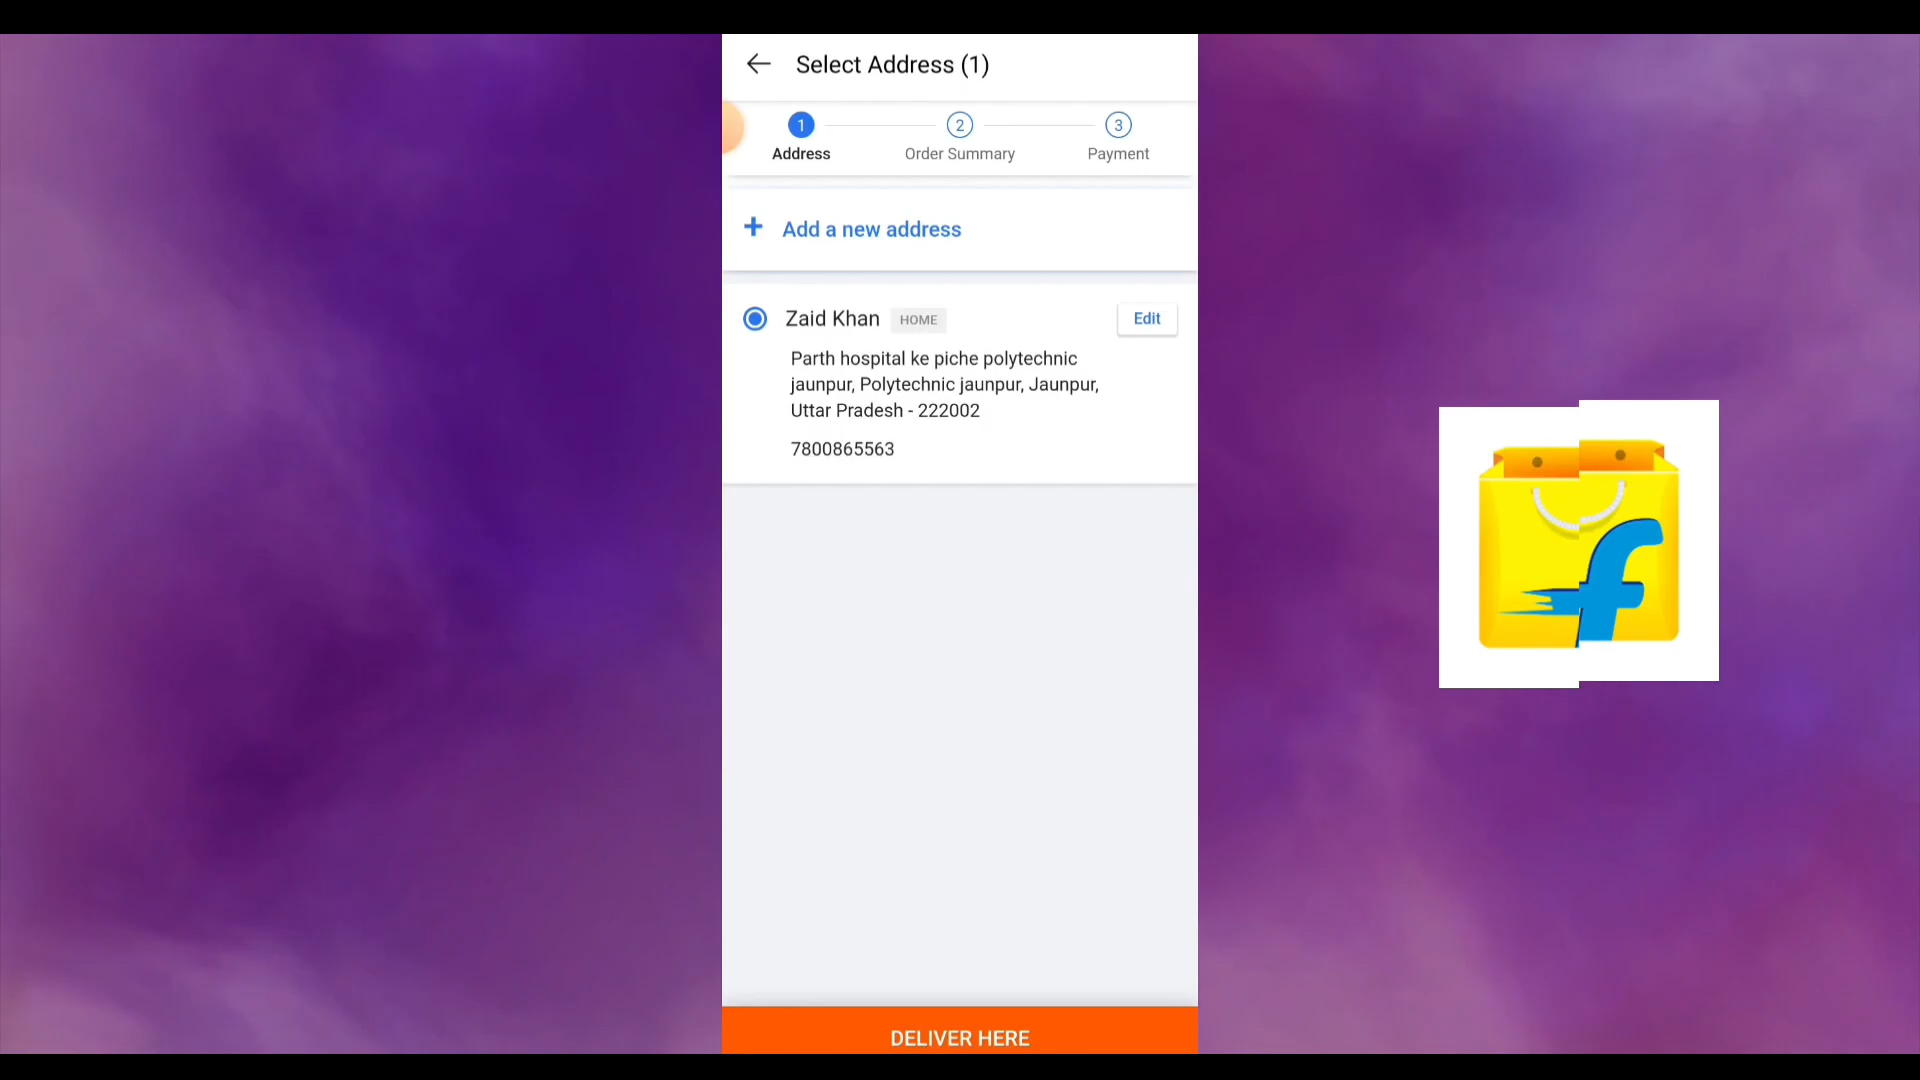 Select Address (1)
1
2
3
Address
Order Summary
Payment
+ Add a new address
Zaid Khan
HOME
Edit
Parth hospital ke piche polytechnic
jaunpur, Polytechnic jaunpur, Jaunpur,
Uttar Pradesh - 222002
7800865563
f
DELIVER HERE